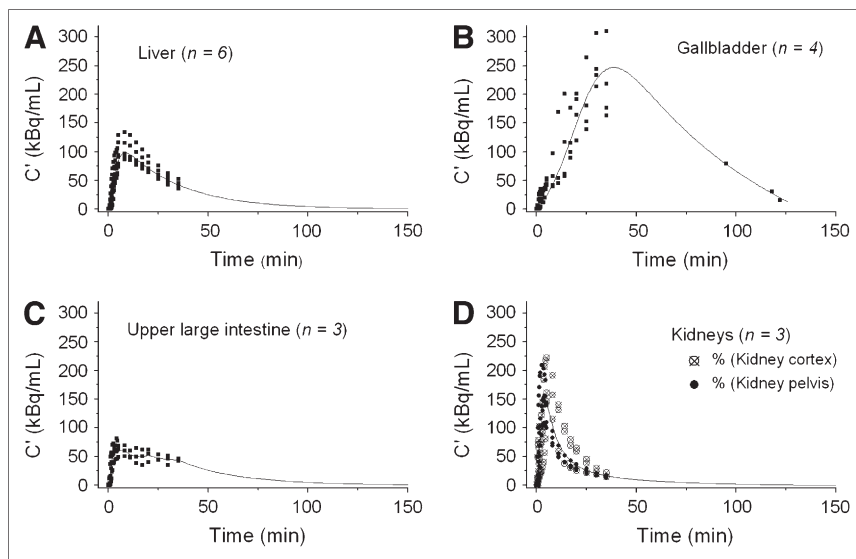 A
Liver (n = 6)
C' (kBq/mL)
300
250
200
150
100
50
0
0
50
100
150
Time (min)
B
Gallbladder (n = 4)
C' (kBq/mL)
300
250
200
150
100
50
0
0
50
100
150
Time (min)
C
Upper large intestine (n = 3)
C' (kBq/mL)
300
250
200
150
100
50
0
0
50
100
150
Time (min)
D
Kidneys (n = 3)
% (Kidney cortex)
% (Kidney pelvis)
C' (kBq/mL)
300
250
200
150
100
50
0
0
50
100
150
Time (min)